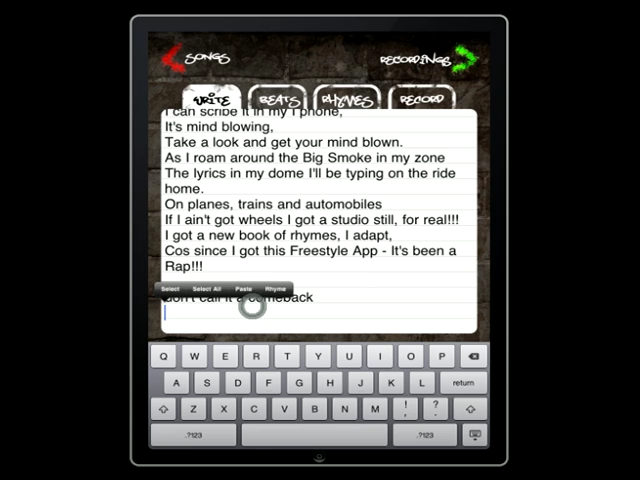 SONGS
RECORDINGS
WRITE
BEATS
RHYMES
RECORD
I can scribe it in my I phone,
It's mind blowing,
Take a look and get your mind blown.
As I roam around the Big Smoke in my zone
The lyrics in my dome I'll be typing on the ride
home.
On planes, trains and automobiles
If I ain't got wheels I got a studio still, for real!!!
I got a new book of rhymes, I adapt,
Cos since I got this Freestyle App - It's been a
Rap!!!
Select Select All Paste Rhyme
don't call it a comeback
Q W E R T Y U I O P
A S D F G H J K L return
Z X C V B N M ! , ? .
.?123 .?123